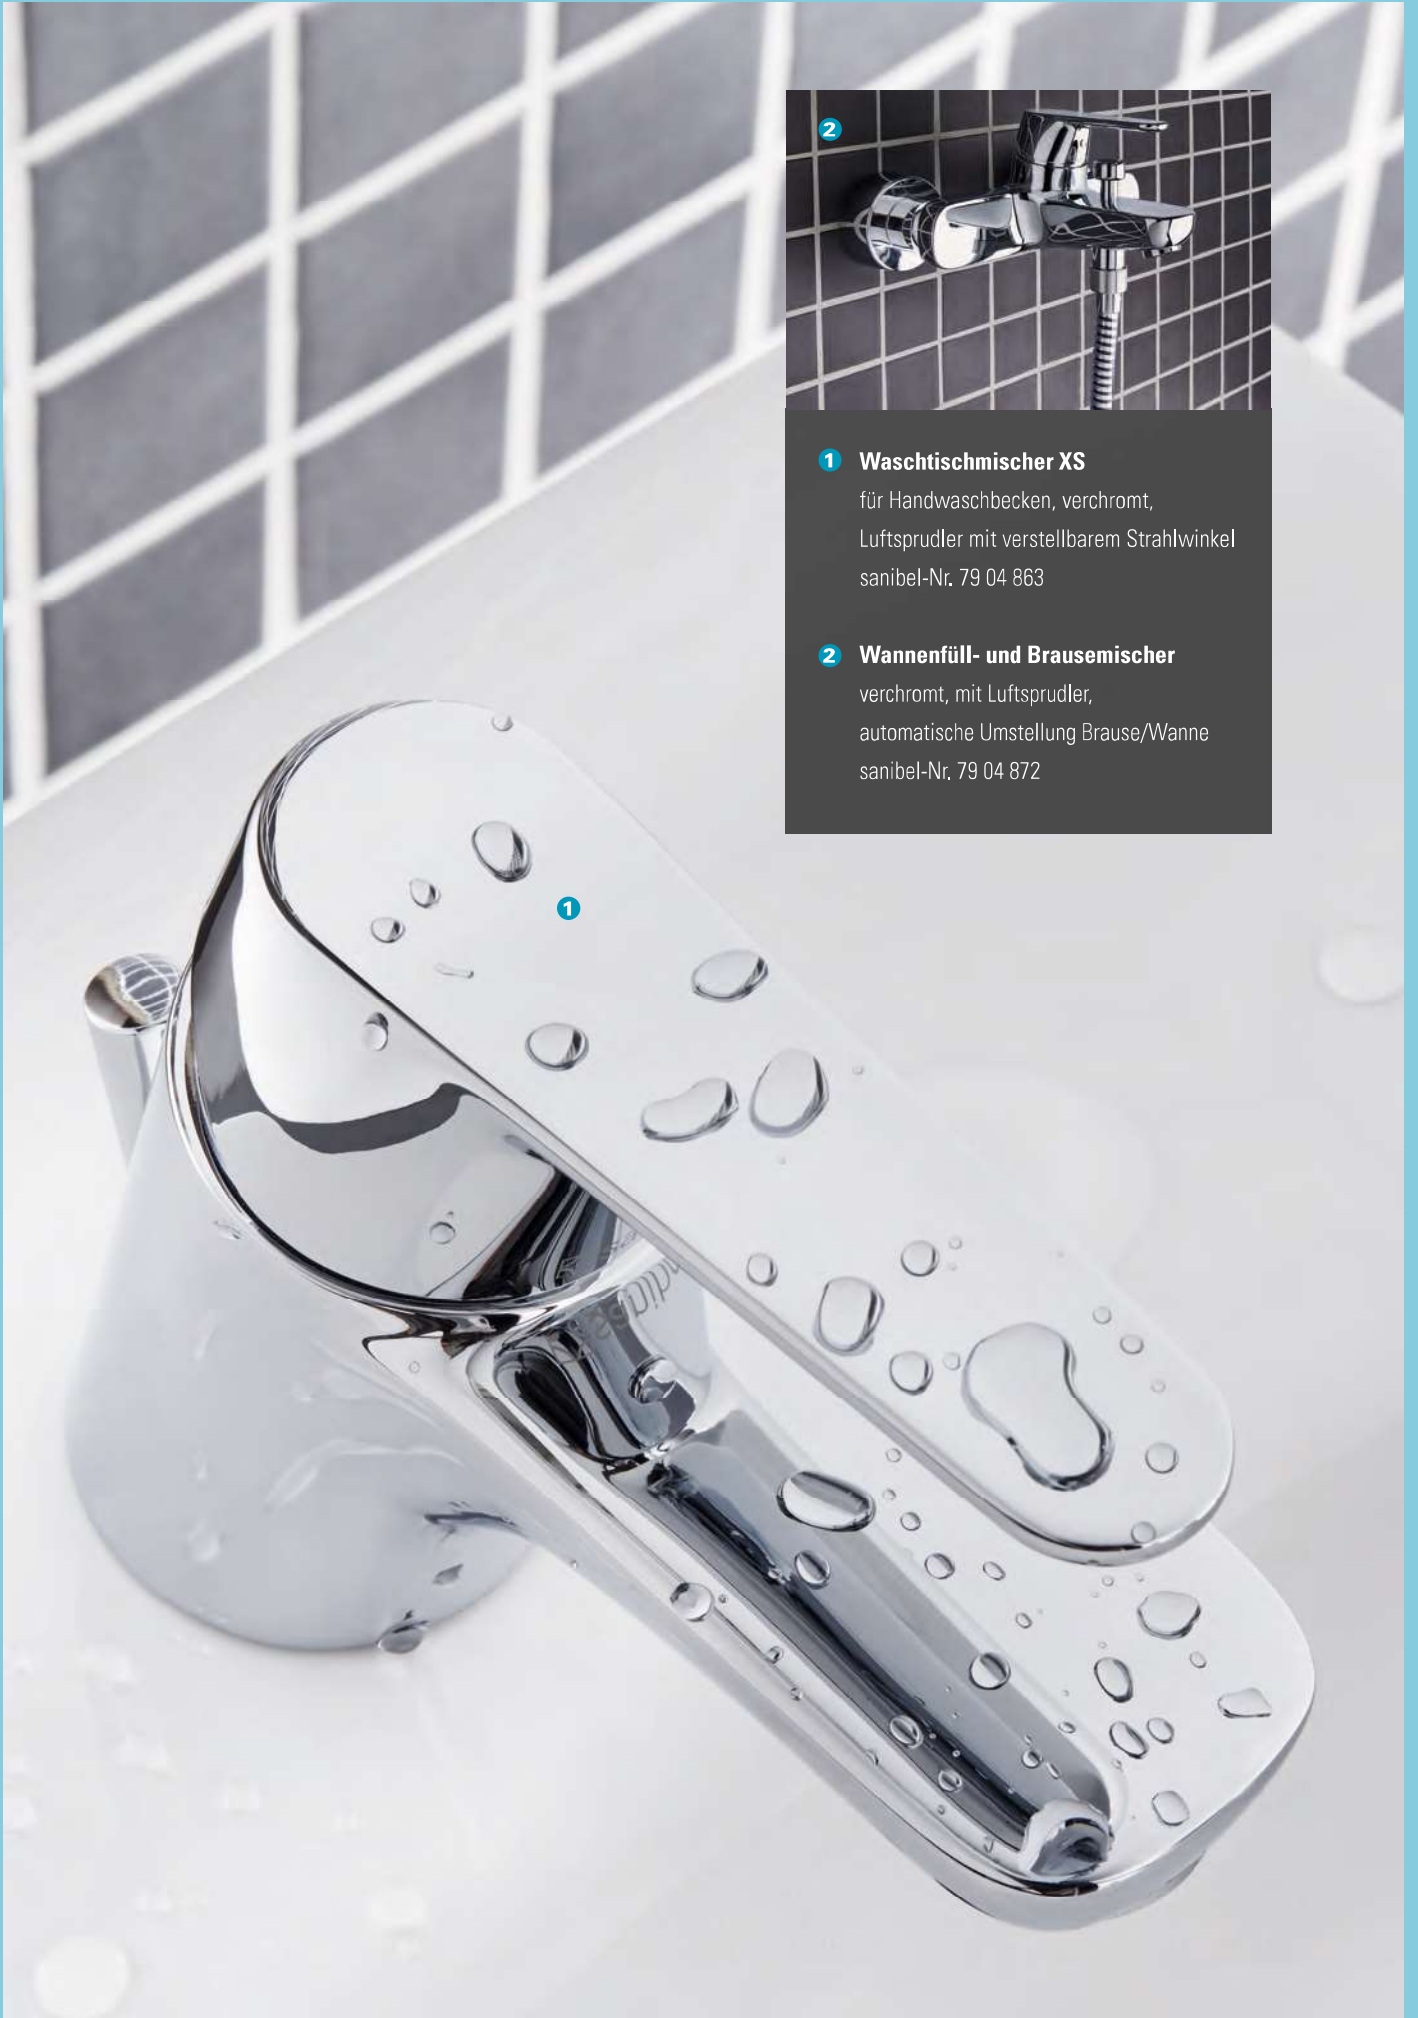 2
1 Waschtischmischer XS
für Handwaschbecken, verchromt,
Luftsprudler mit verstellbarem Strahlwinkel
sanibel-Nr. 79 04 863
2 Wannenfüll- und Brausemischer
verchromt, mit Luftsprudler,
automatische Umstellung Brause/Wanne
sanibel-Nr. 79 04 872
1